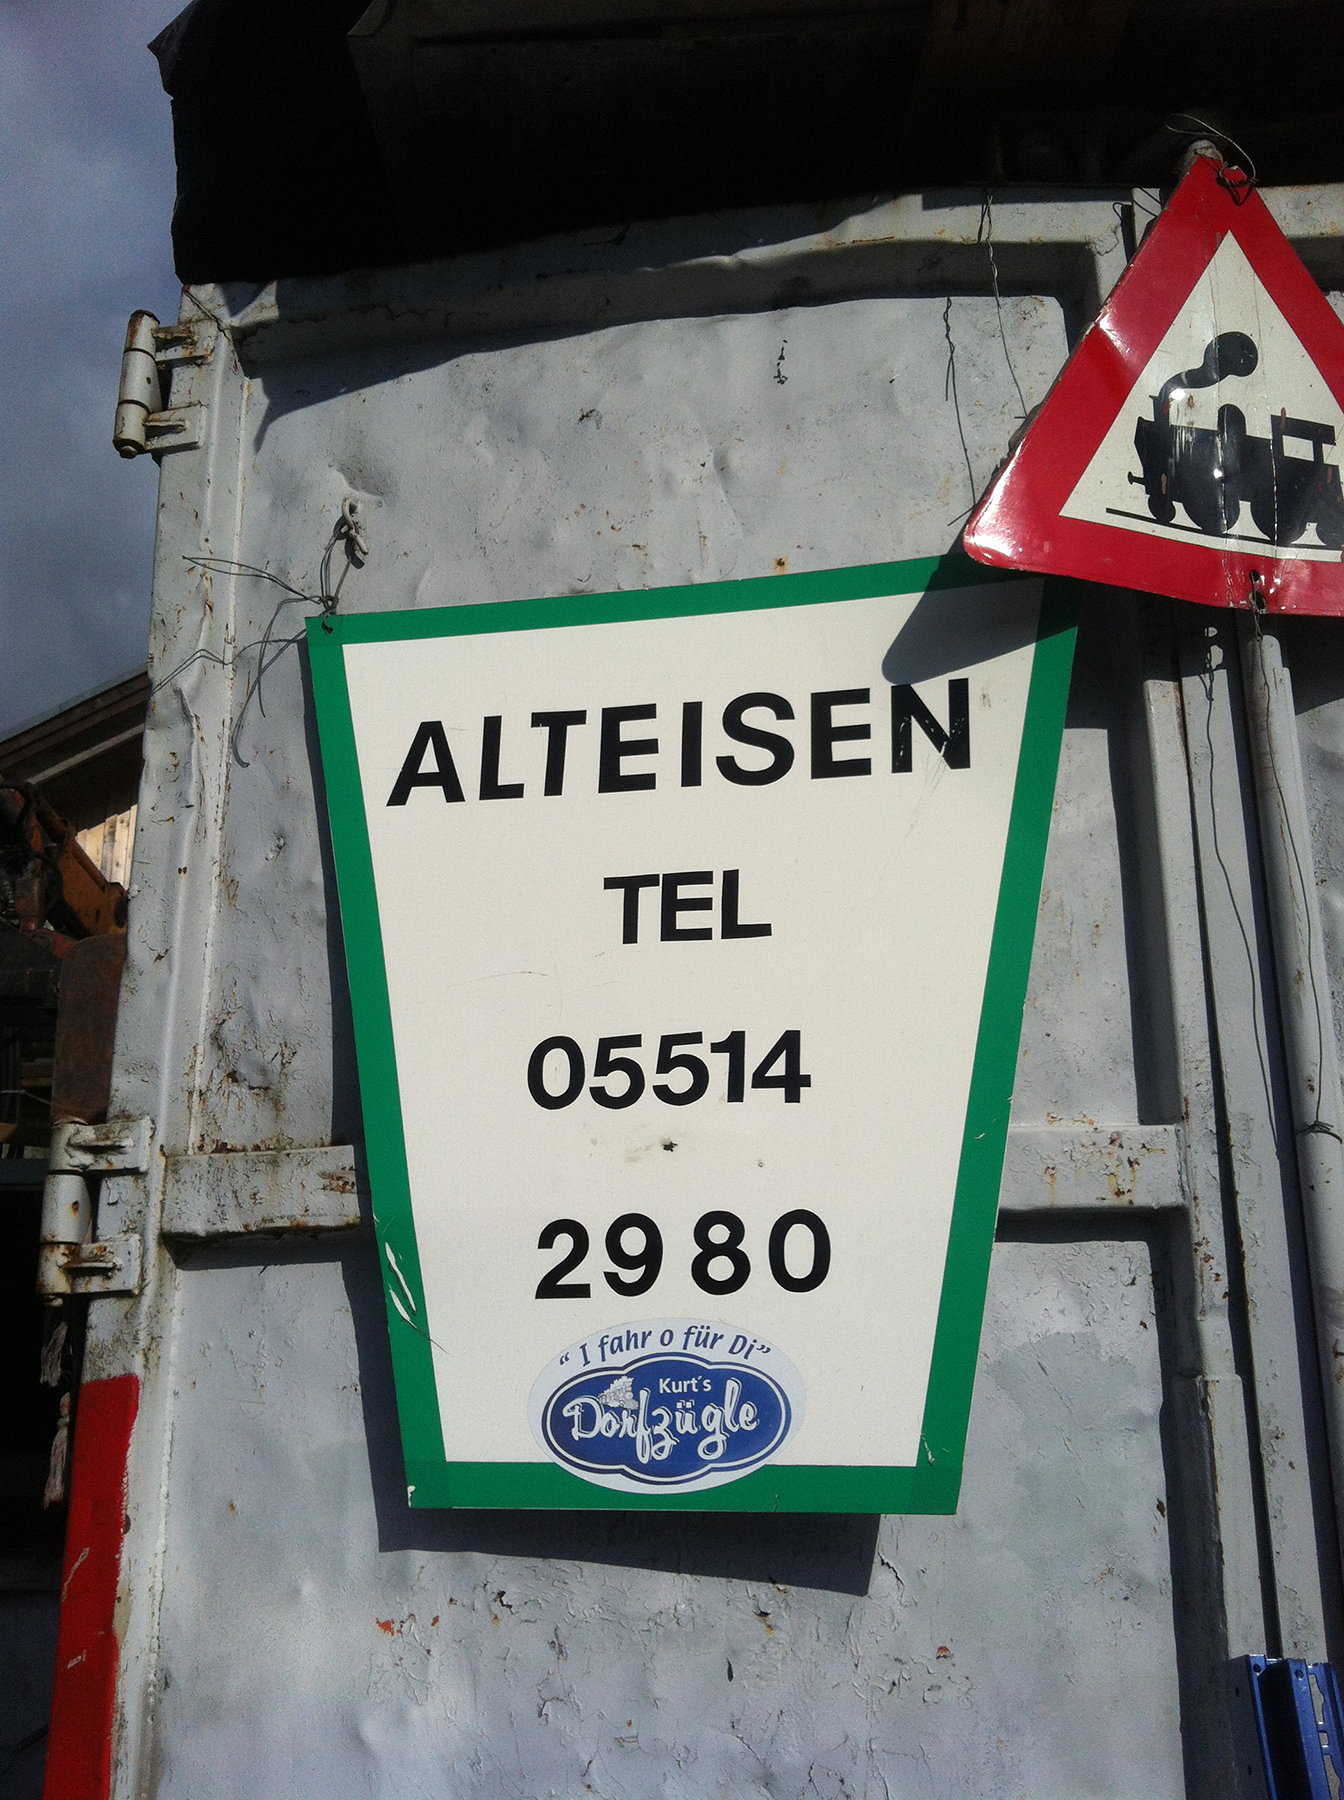 ALTEISEN
TEL
05514
2980
“ I fahr o für Di”
Kurt's
Dorfzügle